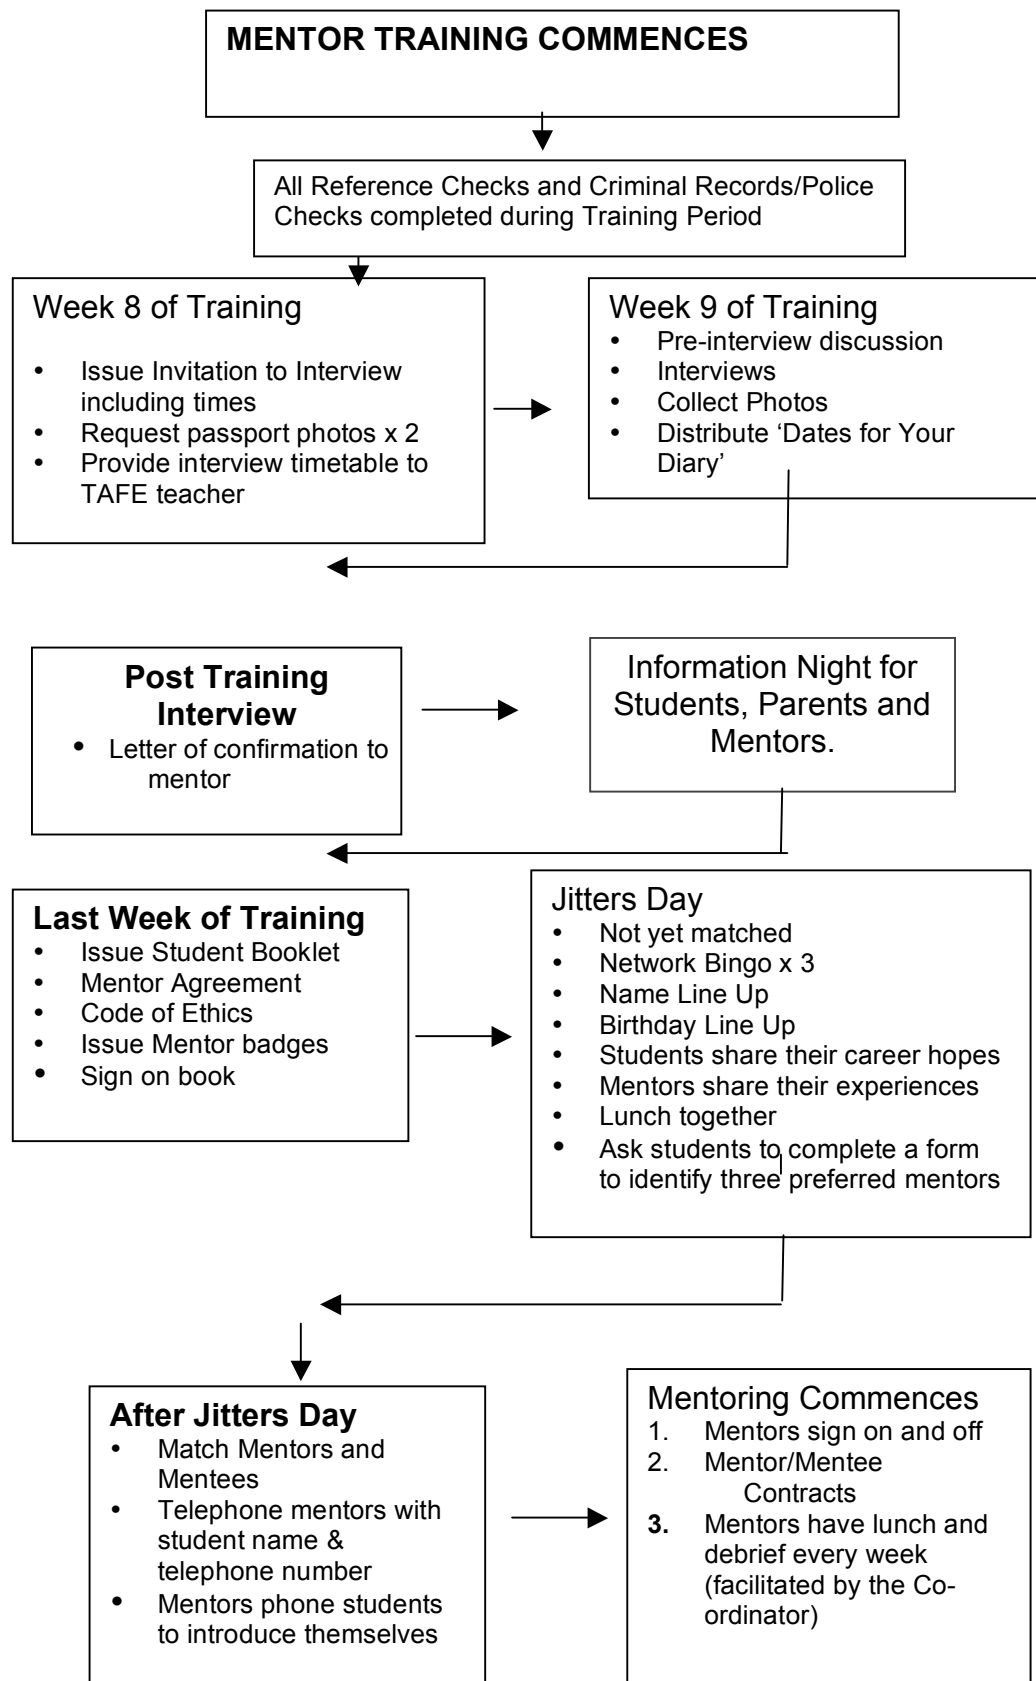 MENTOR TRAINING COMMENCES
All Reference Checks and Criminal Records/Police
Checks completed during Training Period
Week 8 of Training
• Issue Invitation to Interview
including times
• Request passport photos x 2
• Provide interview timetable to
TAFE teacher
Week 9 of Training
• Pre-interview discussion
• Interviews
• Collect Photos
• Distribute ‘Dates for Your
Diary’
Post Training
Interview
• Letter of confirmation to
mentor
Information Night for
Students, Parents and
Mentors.
Last Week of Training
• Issue Student Booklet
• Mentor Agreement
• Code of Ethics
• Issue Mentor badges
• Sign on book
Jitters Day
• Not yet matched
• Network Bingo x 3
• Name Line Up
• Birthday Line Up
• Students share their career hopes
• Mentors share their experiences
• Lunch together
• Ask students to complete a form
to identify three preferred mentors
After Jitters Day
• Match Mentors and
Mentees
• Telephone mentors with
student name &
telephone number
• Mentors phone students
to introduce themselves
Mentoring Commences
1. Mentors sign on and off
2. Mentor/Mentee
Contracts
3. Mentors have lunch and
debrief every week
(facilitated by the Co-
ordinator)